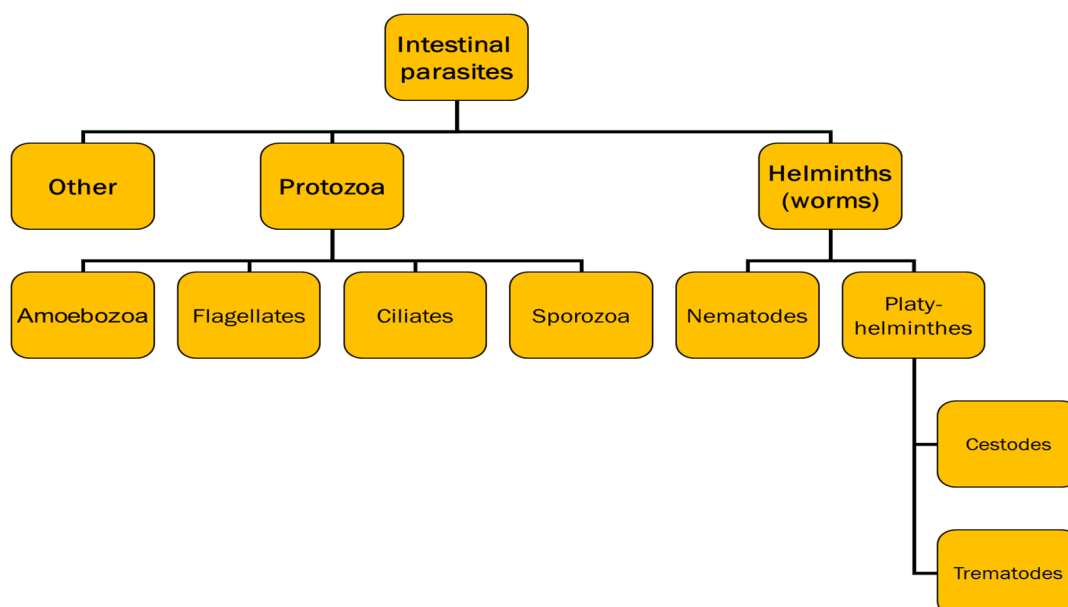 Intestinal
parasites
Other
Protozoa
Helminths
(worms)
Amoebozoa
Flagellates
Ciliates
Sporozoa
Nematodes
Platy-
helminthes
Cestodes
Trematodes